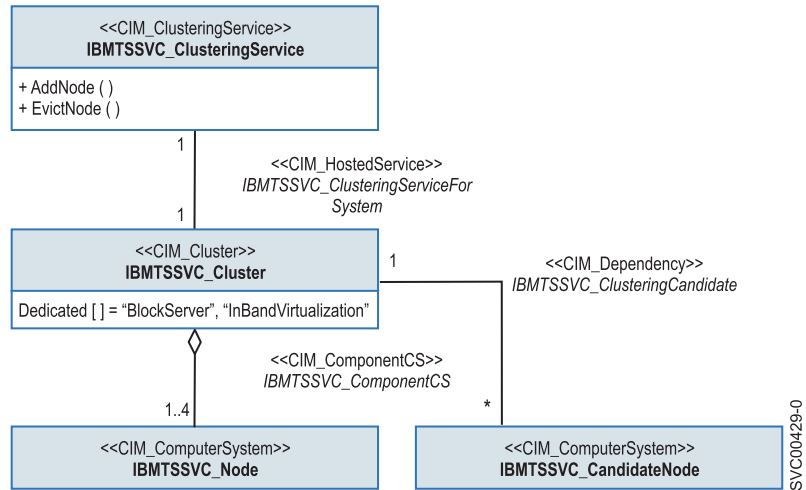 <<CIM_ClusteringService>>
IBMTSSVC_ClusteringService
+ AddNode ( )
+ EvictNode ( )
1
<<CIM_HostedService>>
IBMTSSVC_ClusteringServiceFor
System
1
<<CIM_Cluster>>
IBMTSSVC_Cluster
Dedicated [ ] = “BlockServer”, “InBandVirtualization”
1
<<CIM_Dependency>>
IBMTSSVC_ClusteringCandidate
<<CIM_ComponentCS>>
IBMTSSVC_ComponentCS
1..4
*
<<CIM_ComputerSystem>>
IBMTSSVC_Node
<<CIM_ComputerSystem>>
IBMTSSVC_CandidateNode
SVC00429-0